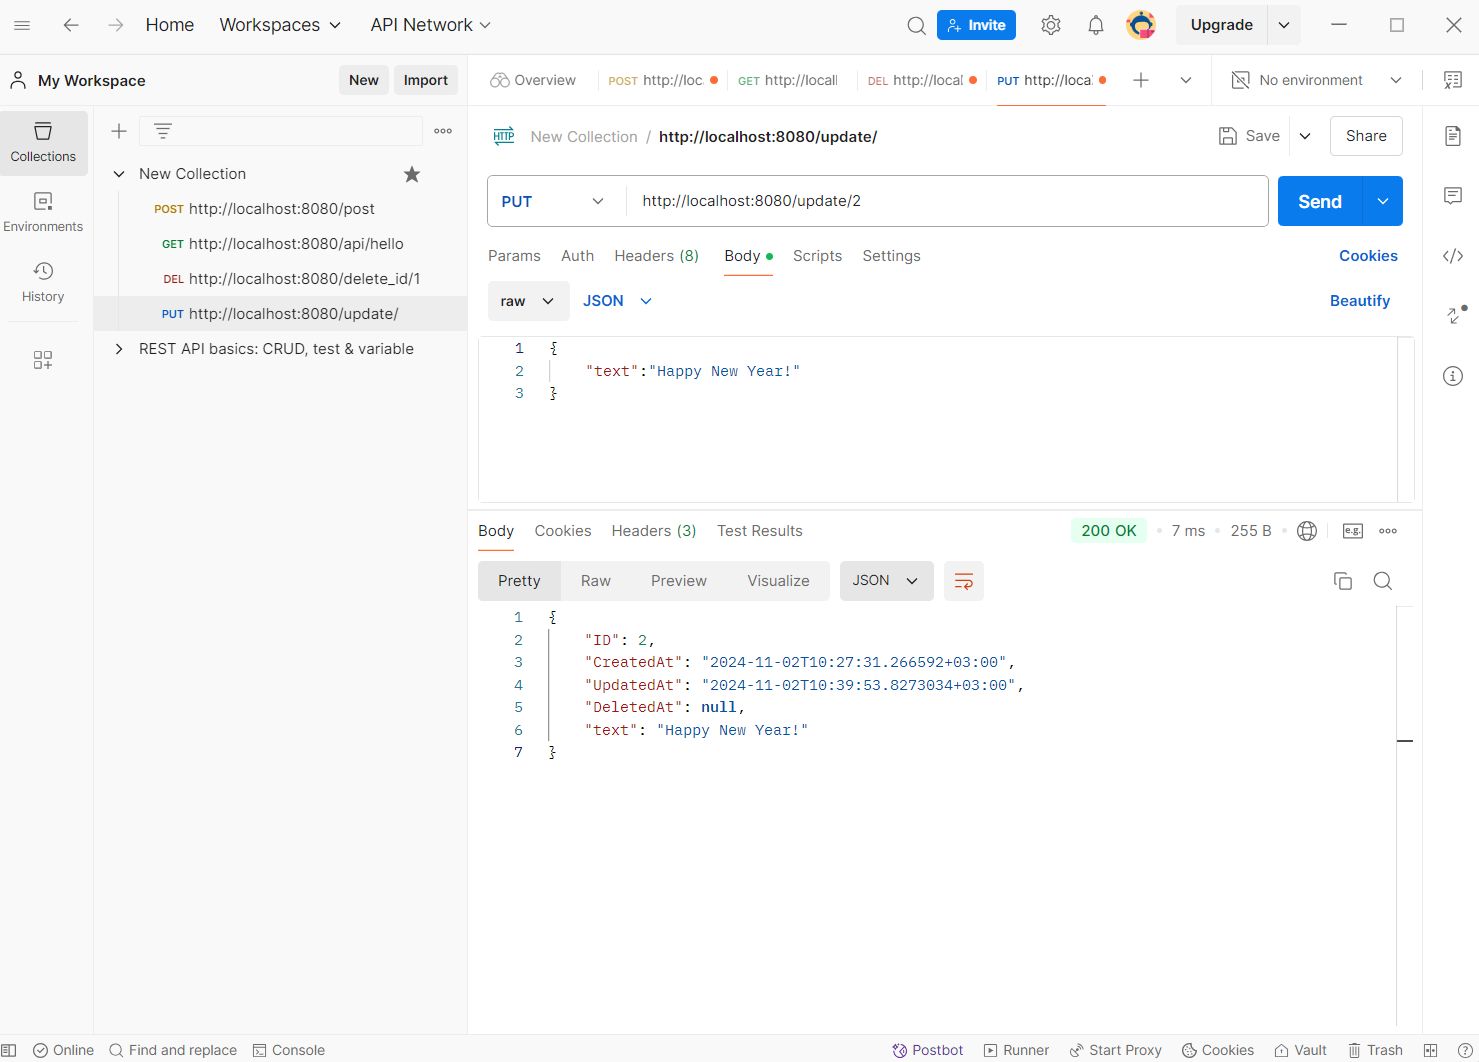 Home Workspaces API Network Invite Upgrade
My Workspace New Import Overview POST http://loc. GET http://locall DEL http://local PUT http://loca: No environment
New Collection / http://localhost:8080/update/ Save Share
Collections
New Collection
PUT http://localhost:8080/update/2 Send
POST http://localhost:8080/post
Environments
GET http://localhost:8080/api/hello
Params Auth Headers (8) Body Scripts Settings Cookies
DEL http://localhost:8080/delete_id/1
History
raw JSON Beautify
PUT http://localhost:8080/update/
REST API basics: CRUD, test & variable
1 {
2 "text":"Happy New Year!"
3 }
Body Cookies Headers (3) Test Results 200 OK 7 ms 255 B e.g.
Pretty Raw Preview Visualize JSON
1 {
2 "ID": 2,
3 "CreatedAt": "2024-11-02T10:27:31.266592+03:00",
4 "UpdatedAt": "2024-11-02T10:39:53.8273034+03:00",
5 "DeletedAt": null,
6 "text": "Happy New Year!"
7 }
Online Find and replace Console Postbot Runner Start Proxy Cookies Vault Trash